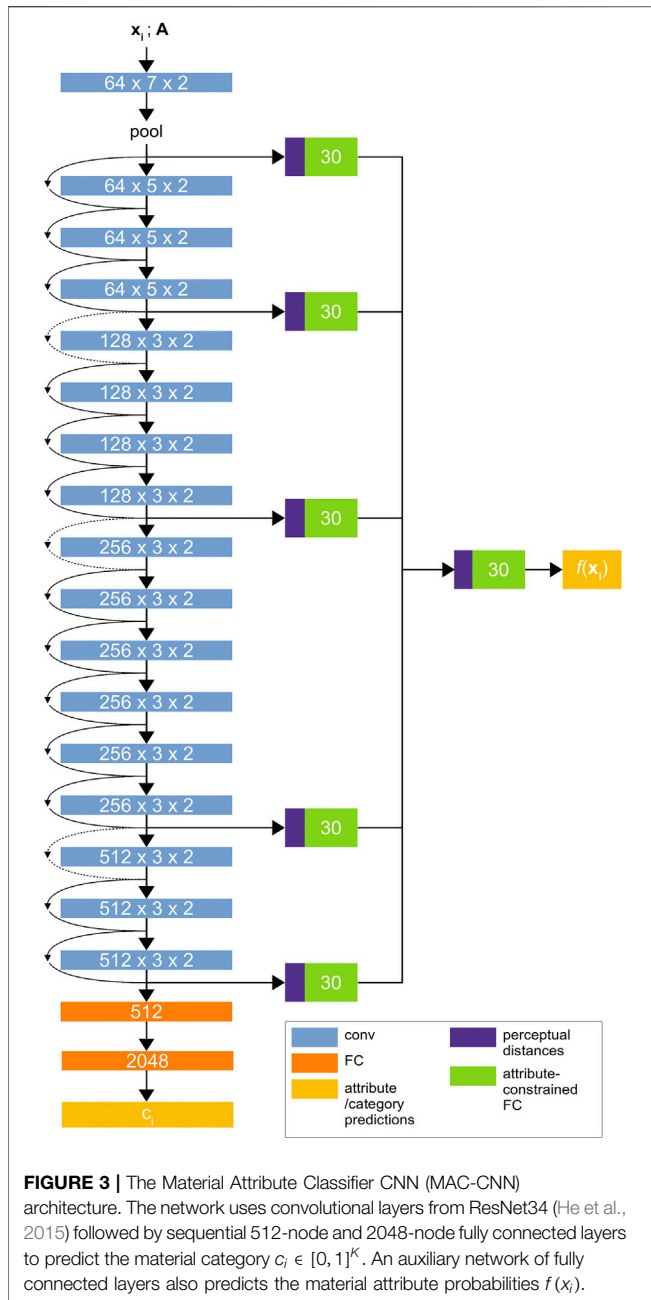 x_i ; A
64 x 7 x 2
pool
30
64 x 5 x 2
64 x 5 x 2
64 x 5 x 2
30
128 x 3 x 2
128 x 3 x 2
128 x 3 x 2
128 x 3 x 2
30
256 x 3 x 2
30
f(x_i)
256 x 3 x 2
256 x 3 x 2
256 x 3 x 2
256 x 3 x 2
256 x 3 x 2
30
512 x 3 x 2
512 x 3 x 2
512 x 3 x 2
30
512
2048
c_i
conv
FC
attribute
/category
predictions
perceptual
distances
attribute-
constrained
FC
FIGURE 3 | The Material Attribute Classifier CNN (MAC-CNN)
architecture. The network uses convolutional layers from ResNet34 (He et al.,
2015) followed by sequential 512-node and 2048-node fully connected layers
to predict the material category c_i ∈ [0, 1]^K. An auxiliary network of fully
connected layers also predicts the material attribute probabilities f (x_i).